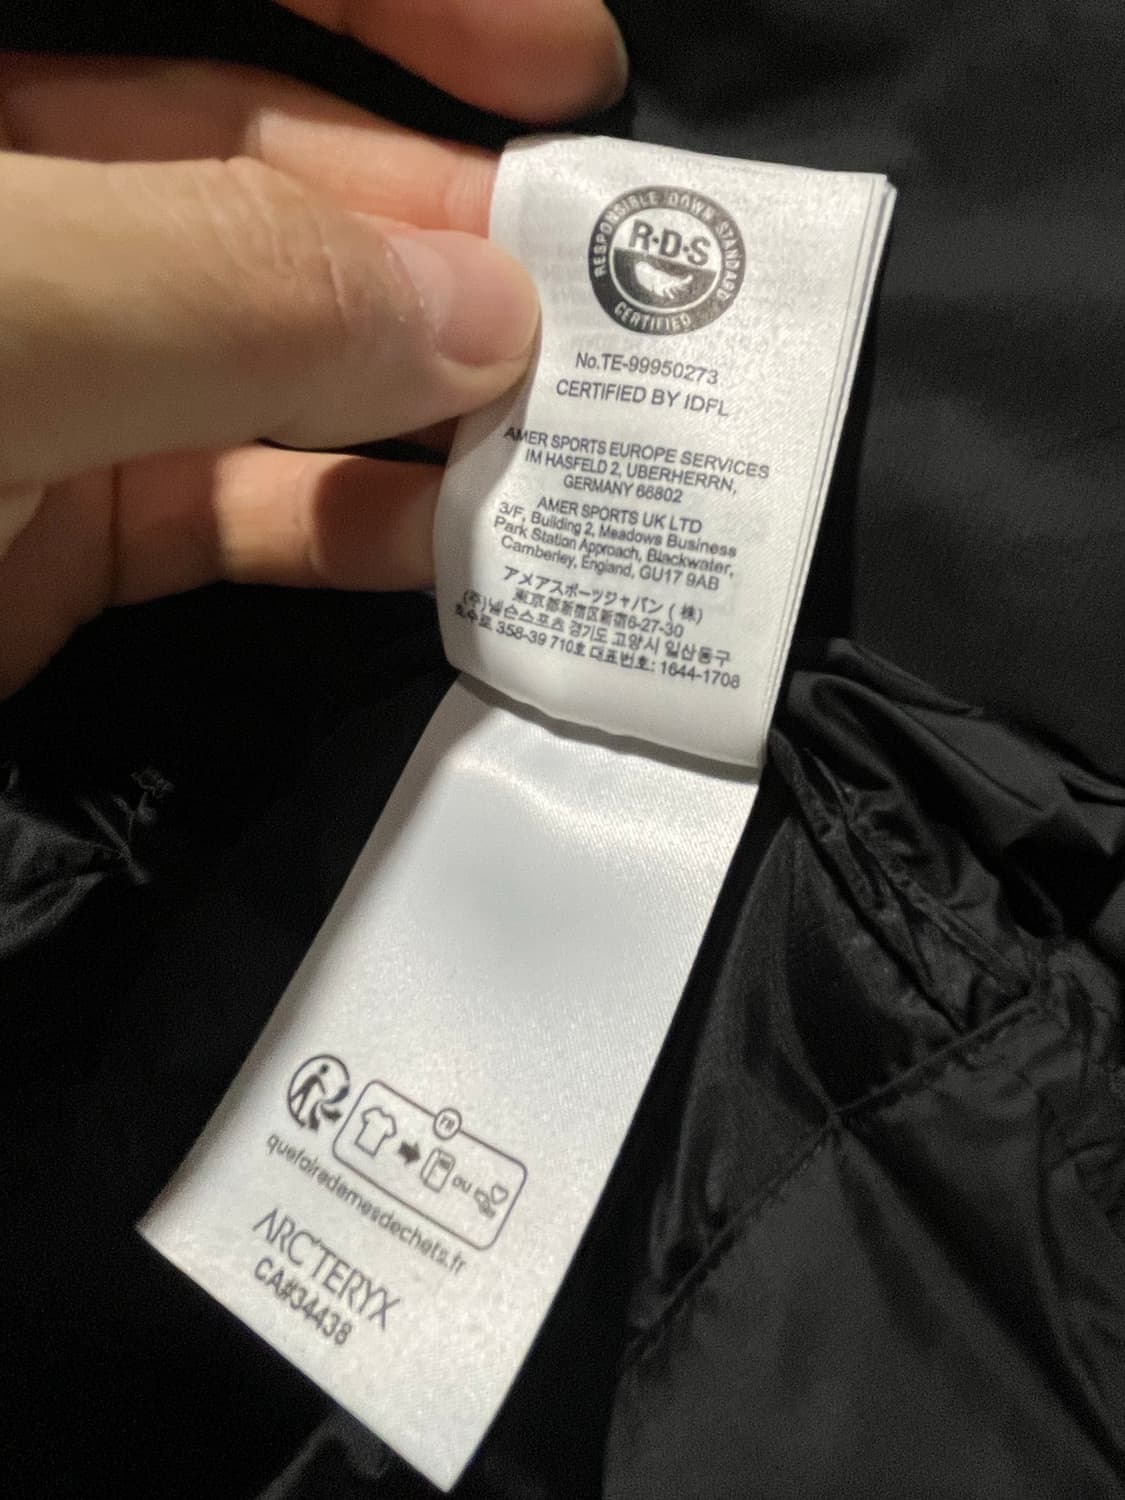 RESPONSIBLE DOWN STANDARD
R·D·S
CERTIFIED
No.TE-99950273
CERTIFIED BY IDFL
AMER SPORTS EUROPE SERVICES
IM HASFELD 2, UBERHERRN,
GERMANY 66802
AMER SPORTS UK LTD
3/F, Building 2, Meadows Business
Park Station Approach, Blackwater,
Camberley, England, GU17 9AB
アメアスポーツジャパン (株)
東京都新宿区新宿6-27-30
(주)넬슨스포츠 경기도 고양시 일산동구
호수로 358-39 710호 대표번호: 1644-1708
FR
ou
quefairedemesdechets.fr
ARC'TERYX
CA#34438